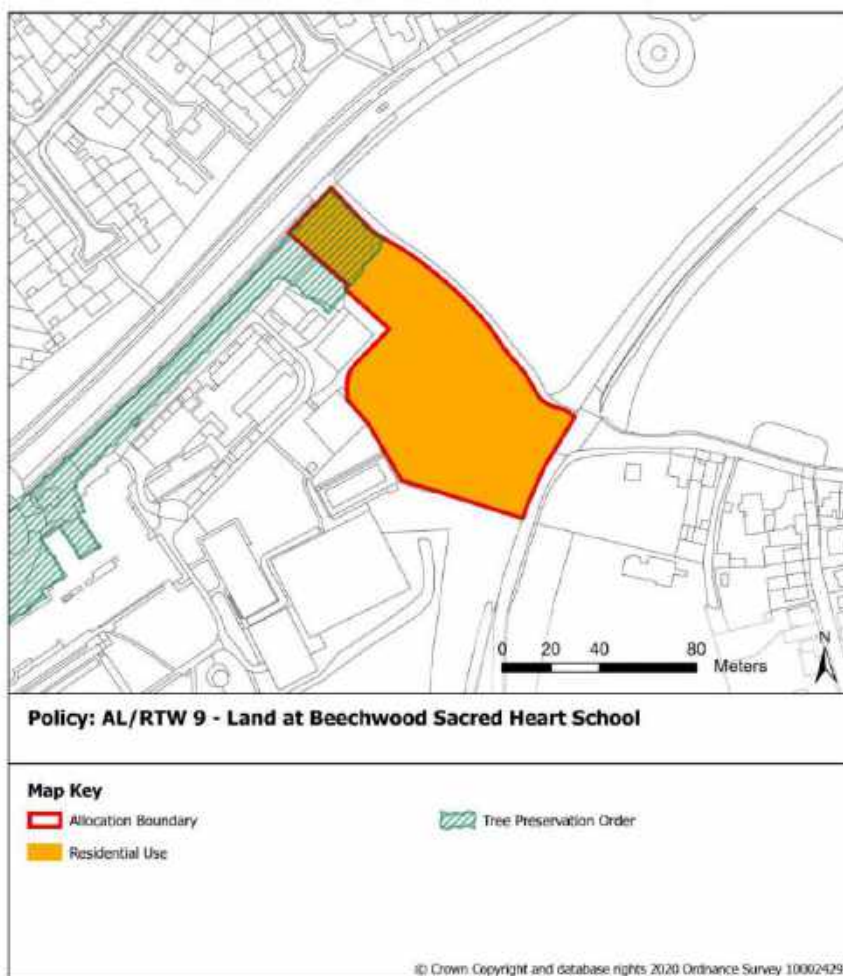 N
0 20 40 80
Meters
Policy: AL/RTW 9 - Land at Beechwood Sacred Heart School
Map Key
Allocation Boundary
Tree Preservation Order
Residential Use
© Crown Copyright and database rights 2020 Ordnance Survey 10002429